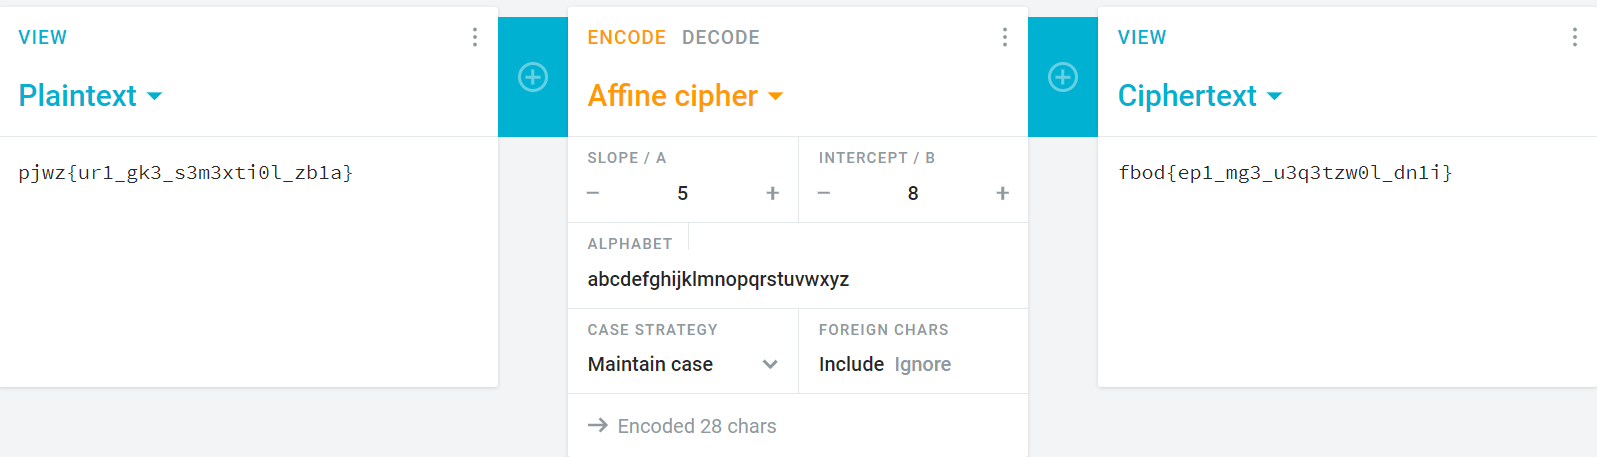 VIEW
Plaintext
pjwz{ur1_gk3_s3m3xti0l_zb1a}
ENCODE DECODE
Affine cipher
SLOPE / A
− 5 +
INTERCEPT / B
− 8 +
ALPHABET
abcdefghijklmnopqrstuvwxyz
CASE STRATEGY
Maintain case
FOREIGN CHARS
Include Ignore
→ Encoded 28 chars
VIEW
Ciphertext
fbod{ep1_mg3_u3q3tzw0l_dn1i}